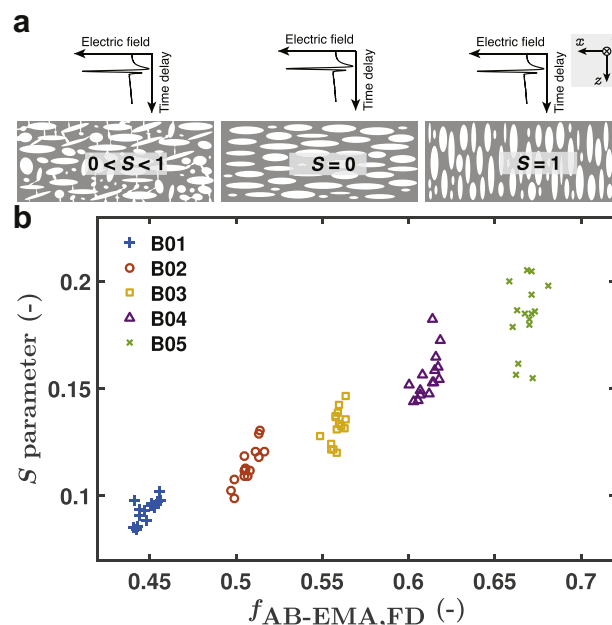 a
Electric field
Time delay
Electric field
Time delay
Electric field
Time delay
x
z
0 < S < 1
S = 0
S = 1
b
B01
B02
B03
B04
B05
S parameter (-)
0.2
0.15
0.1
0.45 0.5 0.55 0.6 0.65 0.7
f AB-EMA,FD (-)